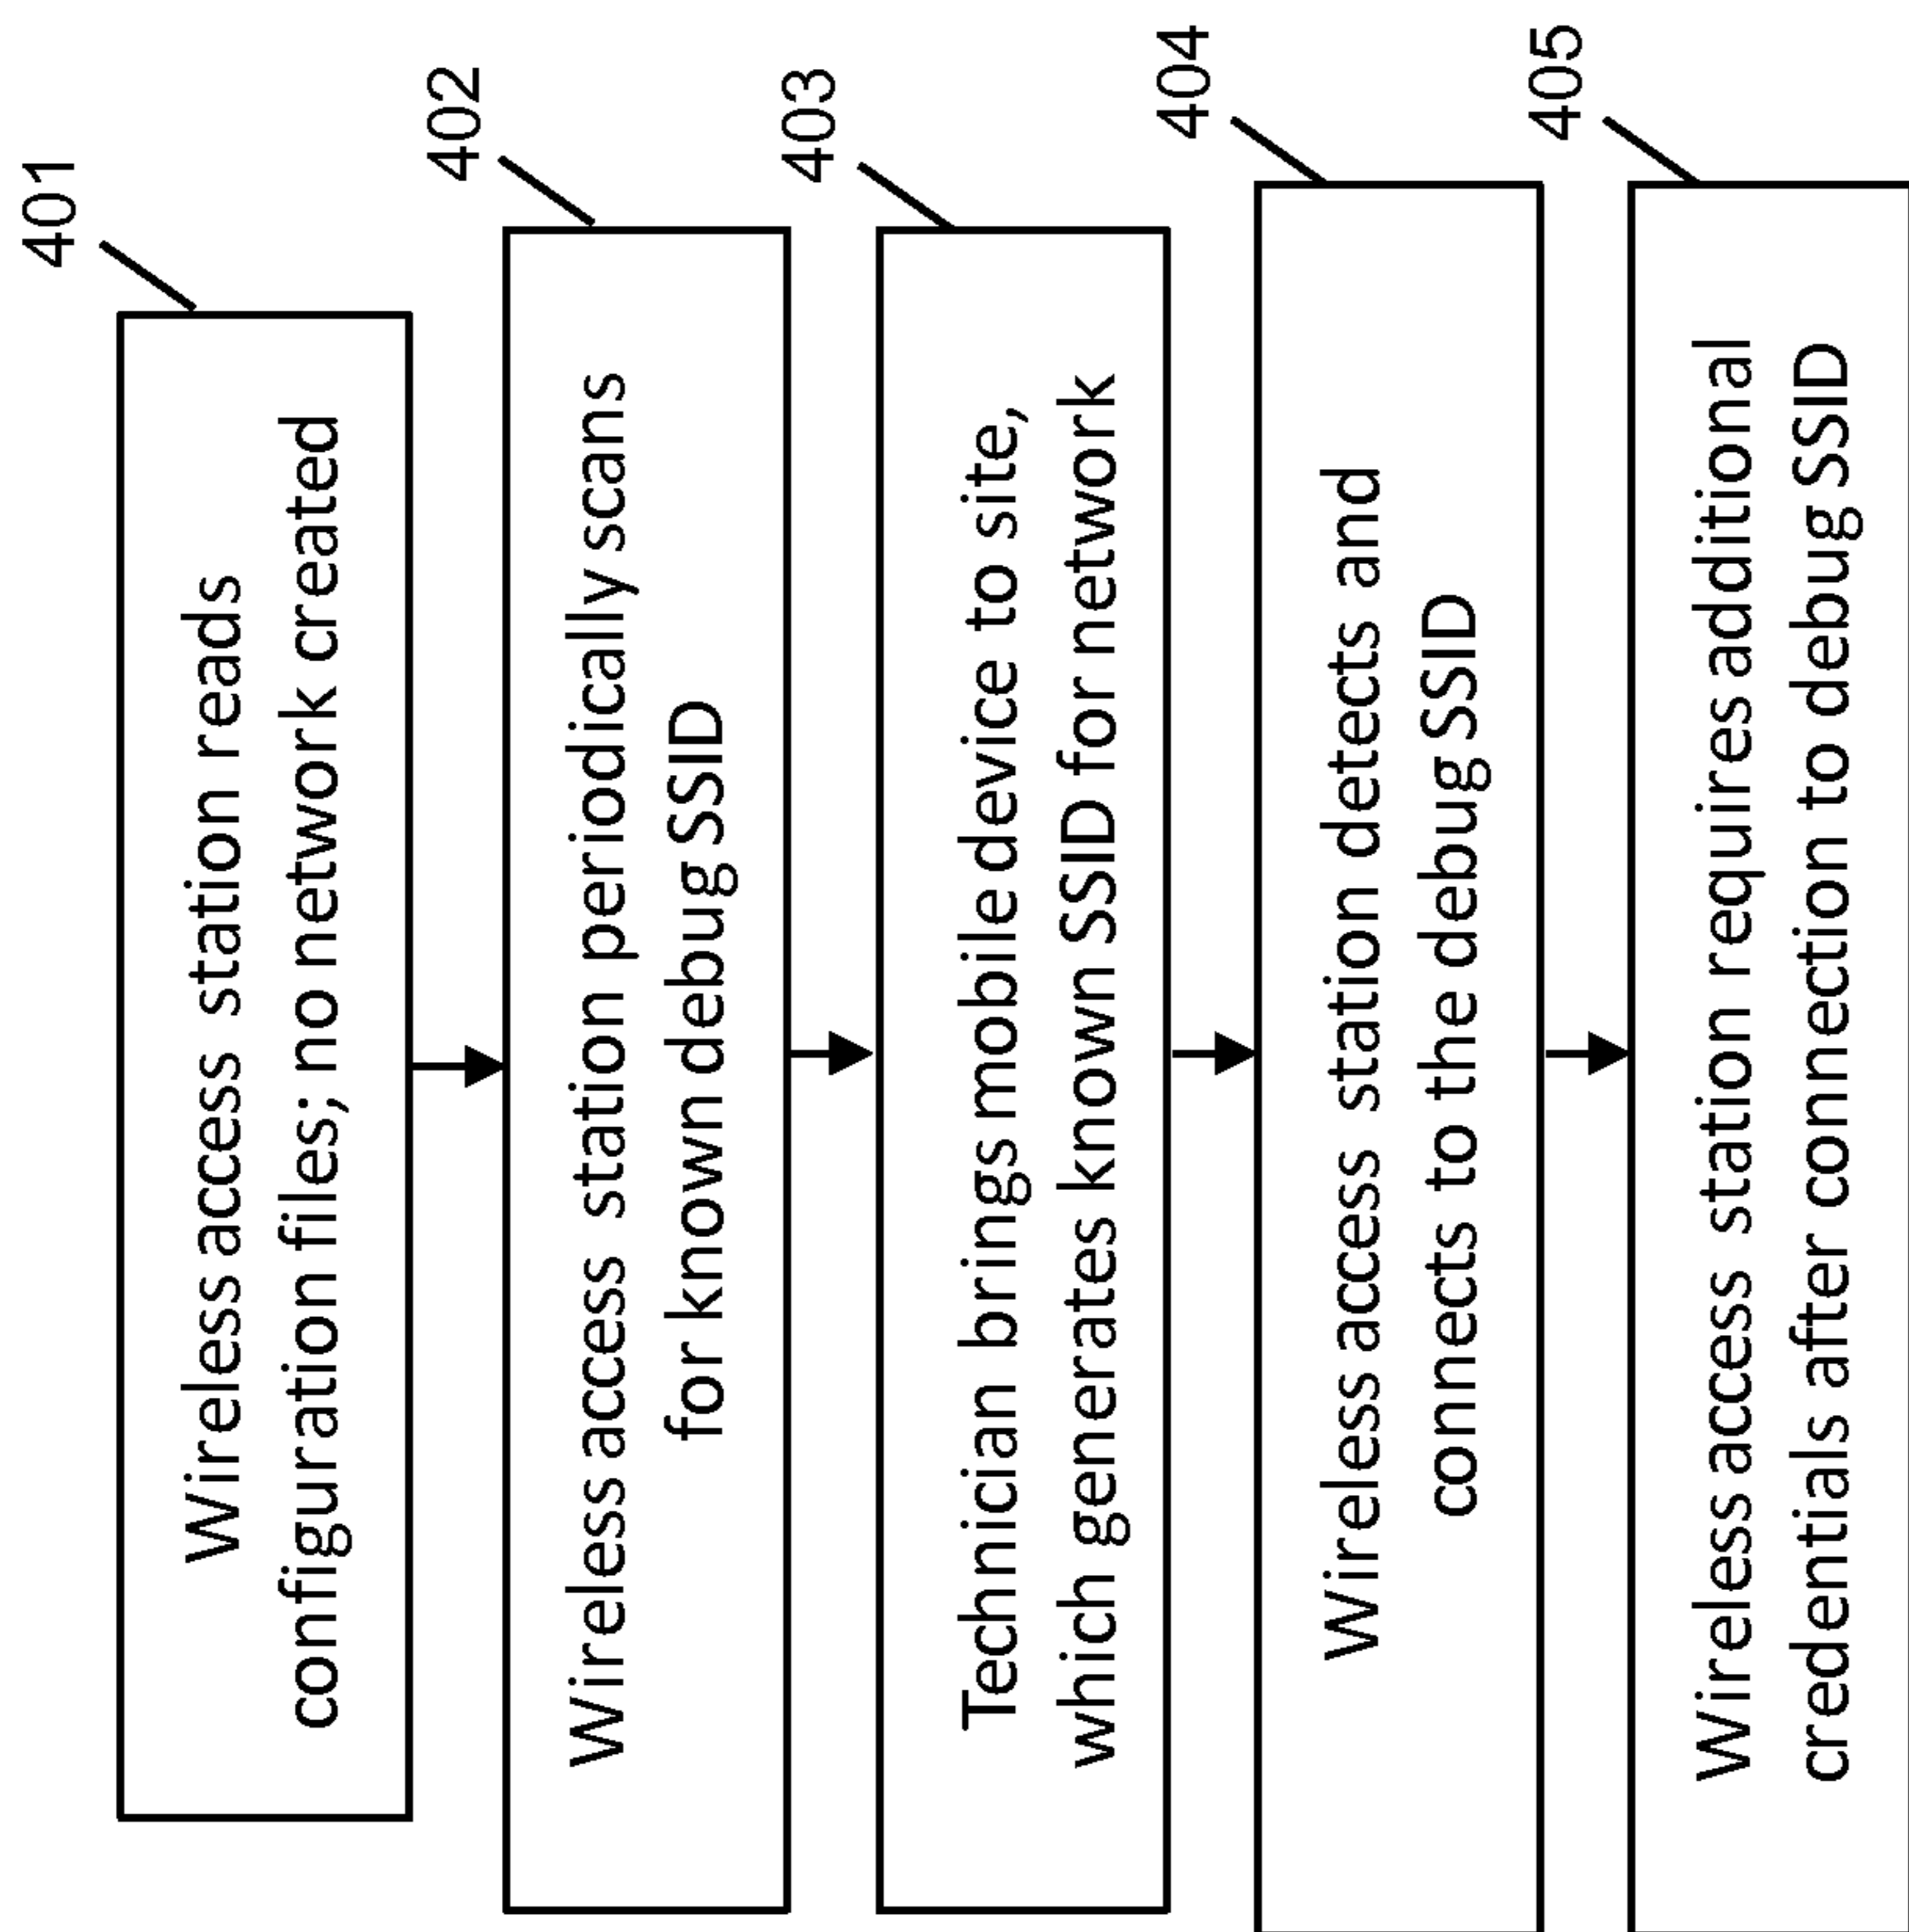 401
Wireless access station reads
configuration files; no network created
402
Wireless access station periodically scans
for known debug SSID
403
Technician brings mobile device to site,
which generates known SSID for network
404
Wireless access station detects and
connects to the debug SSID
405
Wireless access station requires additional
credentials after connection to debug SSID